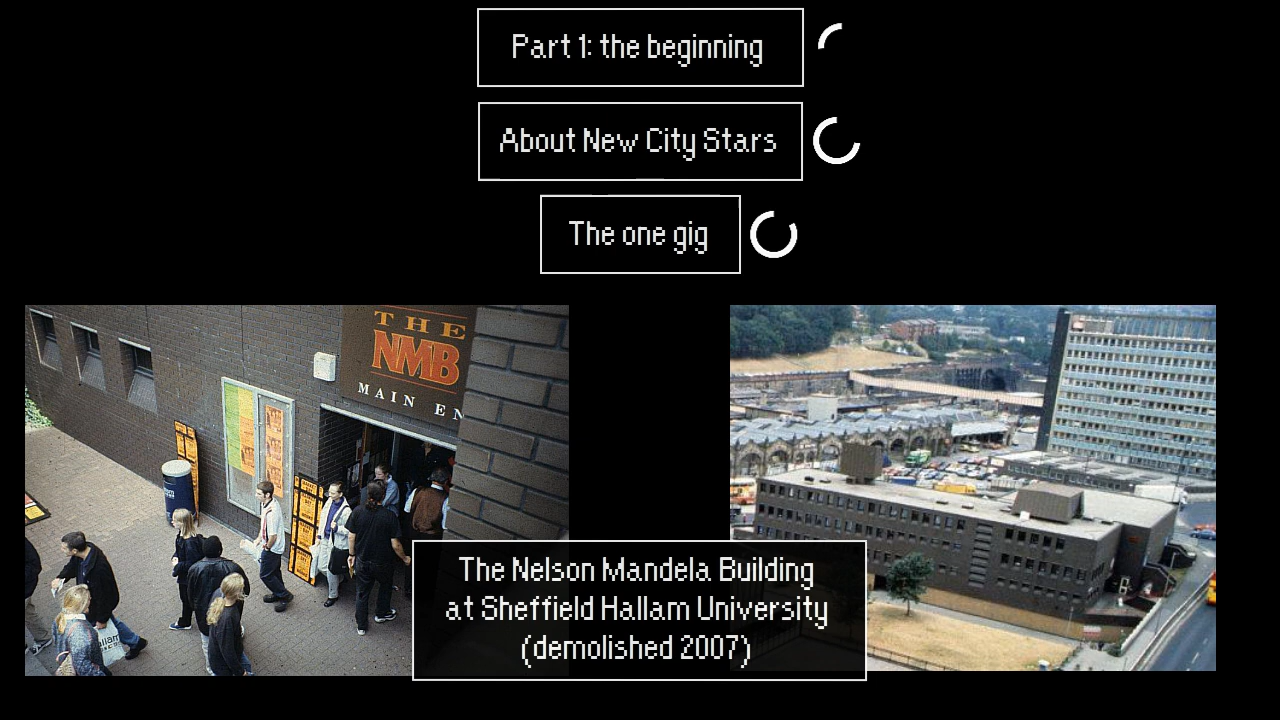 Part 1: the beginning
About New City Stars
The one gig
THE
NMB
MAIN EN
The Nelson Mandela Building
at Sheffield Hallam University
(demolished 2007)